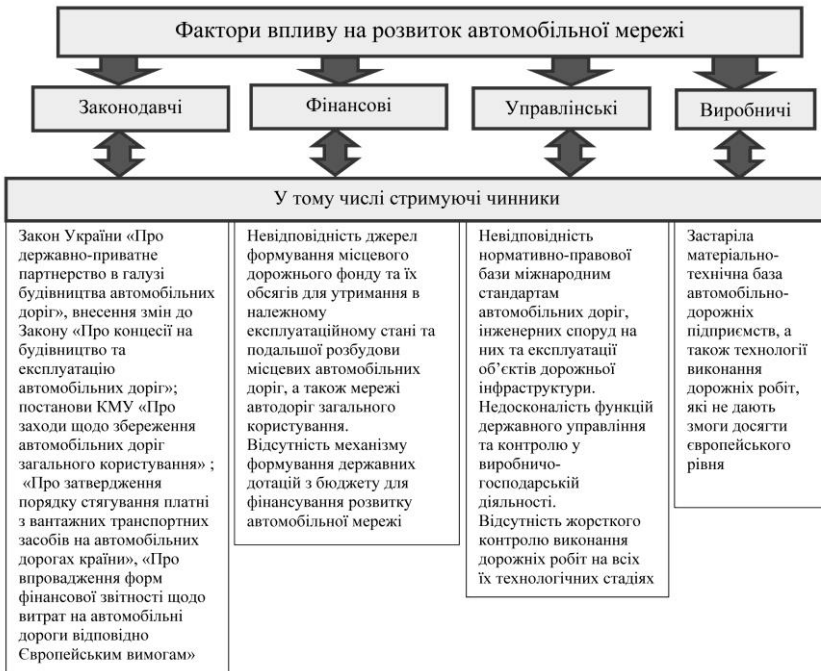 Фактори впливу на розвиток автомобільної мережі
Законодавчі
Фінансові
Управлінські
Виробничі
У тому числі стримуючі чинники
Закон України «Про
державно-приватне
партнерство в галузі
будівництва автомобільних
доріг», внесення змін до
Закону «Про концесії на
будівництво та
експлуатацію
автомобільних доріг»;
постанови КМУ «Про
заходи щодо збереження
автомобільних доріг
загального користування» ;
«Про затвердження
порядку стягування платні
з вантажних транспортних
засобів на автомобільних
дорогах країни», «Про
впровадження форм
фінансової звітності щодо
витрат на автомобільні
дороги відповідно
Європейським вимогам»
Невідповідність джерел
формування місцевого
дорожнього фонду та їх
обсягів для утримання в
належному
експлуатаційному стані та
подальшої розбудови
місцевих автомобільних
доріг, а також мережі
автодоріг загального
користування.
Відсутність механізму
формування державних
дотацій з бюджету для
фінансування розвитку
автомобільної мережі
Невідповідність
нормативно-правової
бази міжнародним
стандартам
автомобільних доріг,
інженерних споруд на
них та експлуатації
об’єктів дорожньої
інфраструктури.
Недосконалість функцій
державного управління
та контролю у
виробничо-
господарській
діяльності.
Відсутність жорсткого
контролю виконання
дорожніх робіт на всіх
їх технологічних стадіях
Застаріла
матеріально-
технічна база
автомобільно-
дорожніх
підприємств, а
також технології
виконання
дорожніх робіт,
які не дають
змоги досягти
європейського
рівня